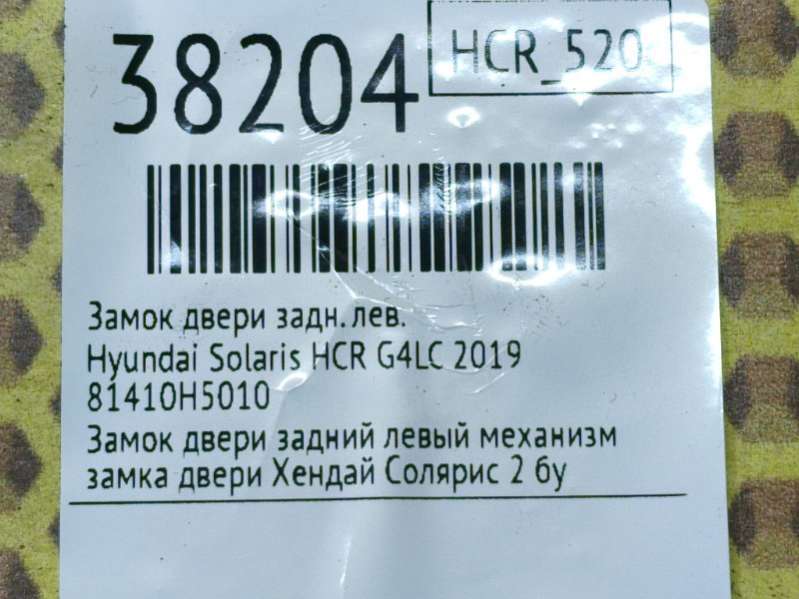 38204
HCR_520
Замок двери задн. лев.
Hyundai Solaris HCR G4LC 2019
81410H5010
Замок двери задний левый механизм
замка двери Хендай Солярис 2 бу